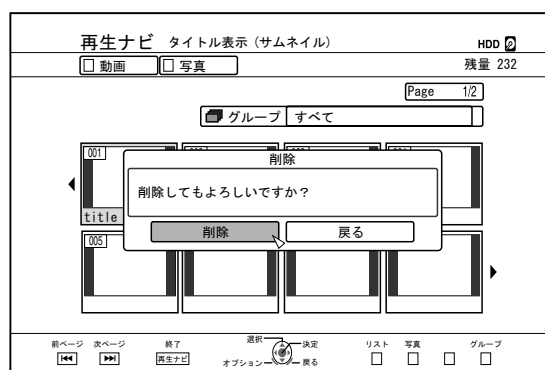 再生ナビ タイトル表示(サムネイル) HDD
動画 写真 残量 232
Page 1/2
グループ すべて
001
削除
削除してもよろしいですか？
title
削除 戻る
005
前ページ 次ページ 終了 選択 決定 リスト 写真 グループ
再生ナビ オプション 戻る